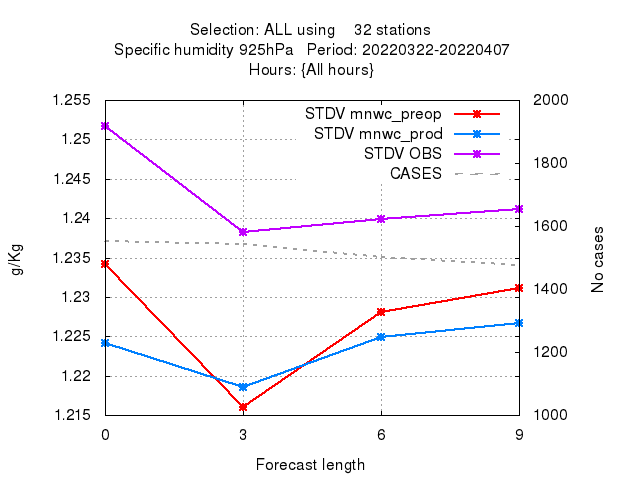 Selection: ALL using    32 stations
Specific humidity 925hPa   Period: 20220322-20220407
Hours: {All hours}
STDV mnwc_preop
STDV mnwc_prod
STDV OBS
CASES
1.255
1.25
1.245
1.24
1.235
1.23
1.225
1.22
1.215
2000
1800
1600
1400
1200
1000
g/Kg
No cases
0 3 6 9
Forecast length